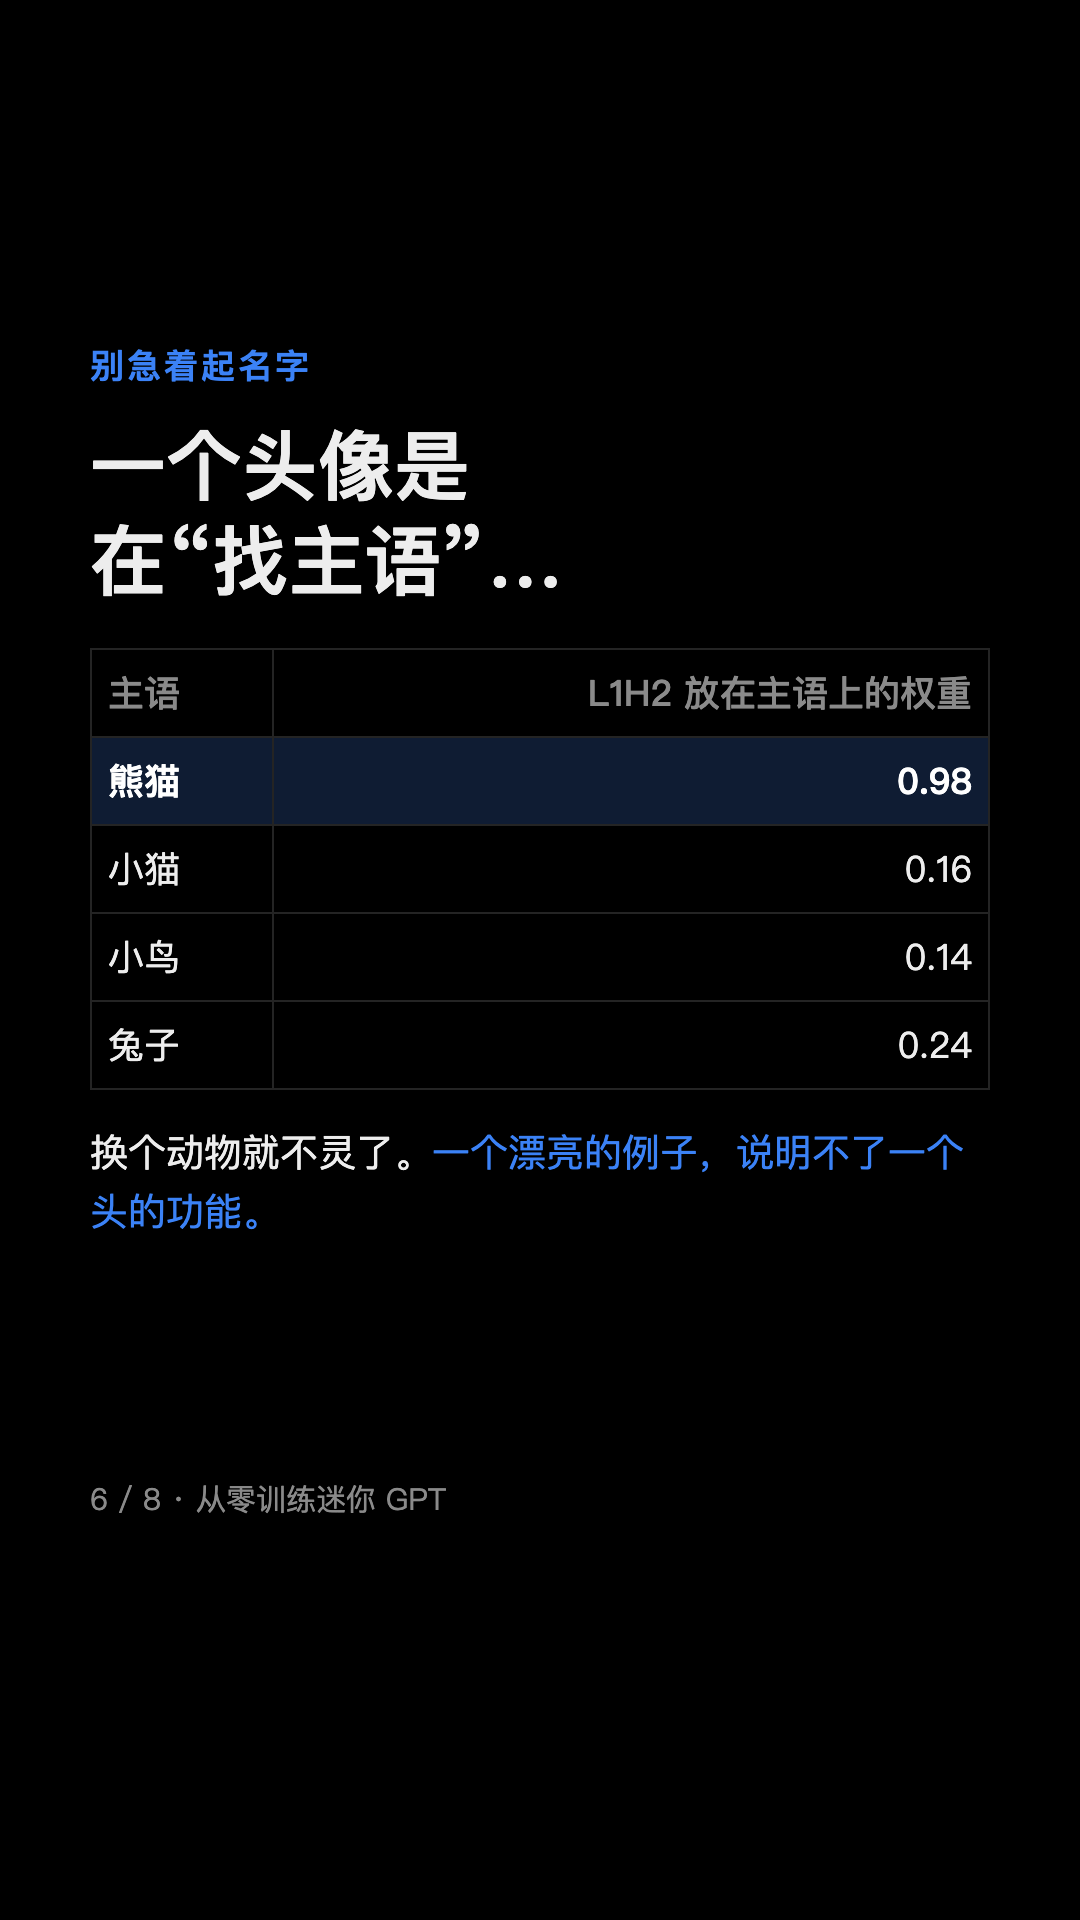 别急着起名字
一个头像是
在“找主语”…
主语 L1H2 放在主语上的权重
熊猫 0.98
小猫 0.16
小鸟 0.14
兔子 0.24
换个动物就不灵了。一个漂亮的例子，说明不了一个
头的功能。
6 / 8 · 从零训练迷你 GPT